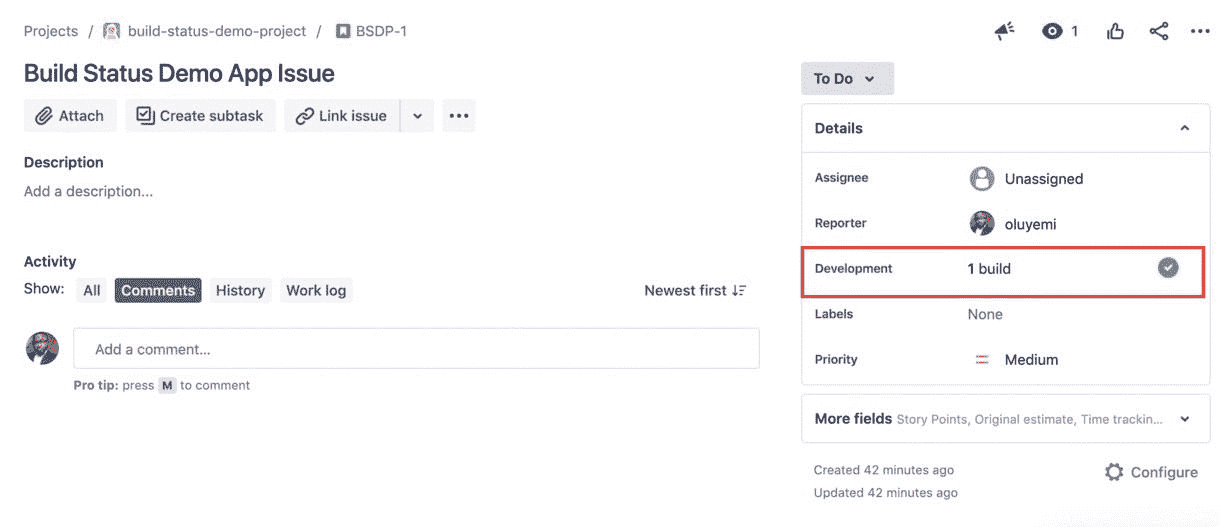 Projects / build-status-demo-project / BSDP-1
1
Build Status Demo App Issue
Attach
Create subtask
Link issue
Description
Add a description...
Activity
Show: All Comments History Work log
Newest first
Add a comment...
Pro tip: press M to comment
To Do
Details
Assignee Unassigned
Reporter oluyemi
Development 1 build
Labels None
Priority Medium
More fields Story Points, Original estimate, Time trackin...
Created 42 minutes ago
Updated 42 minutes ago
Configure